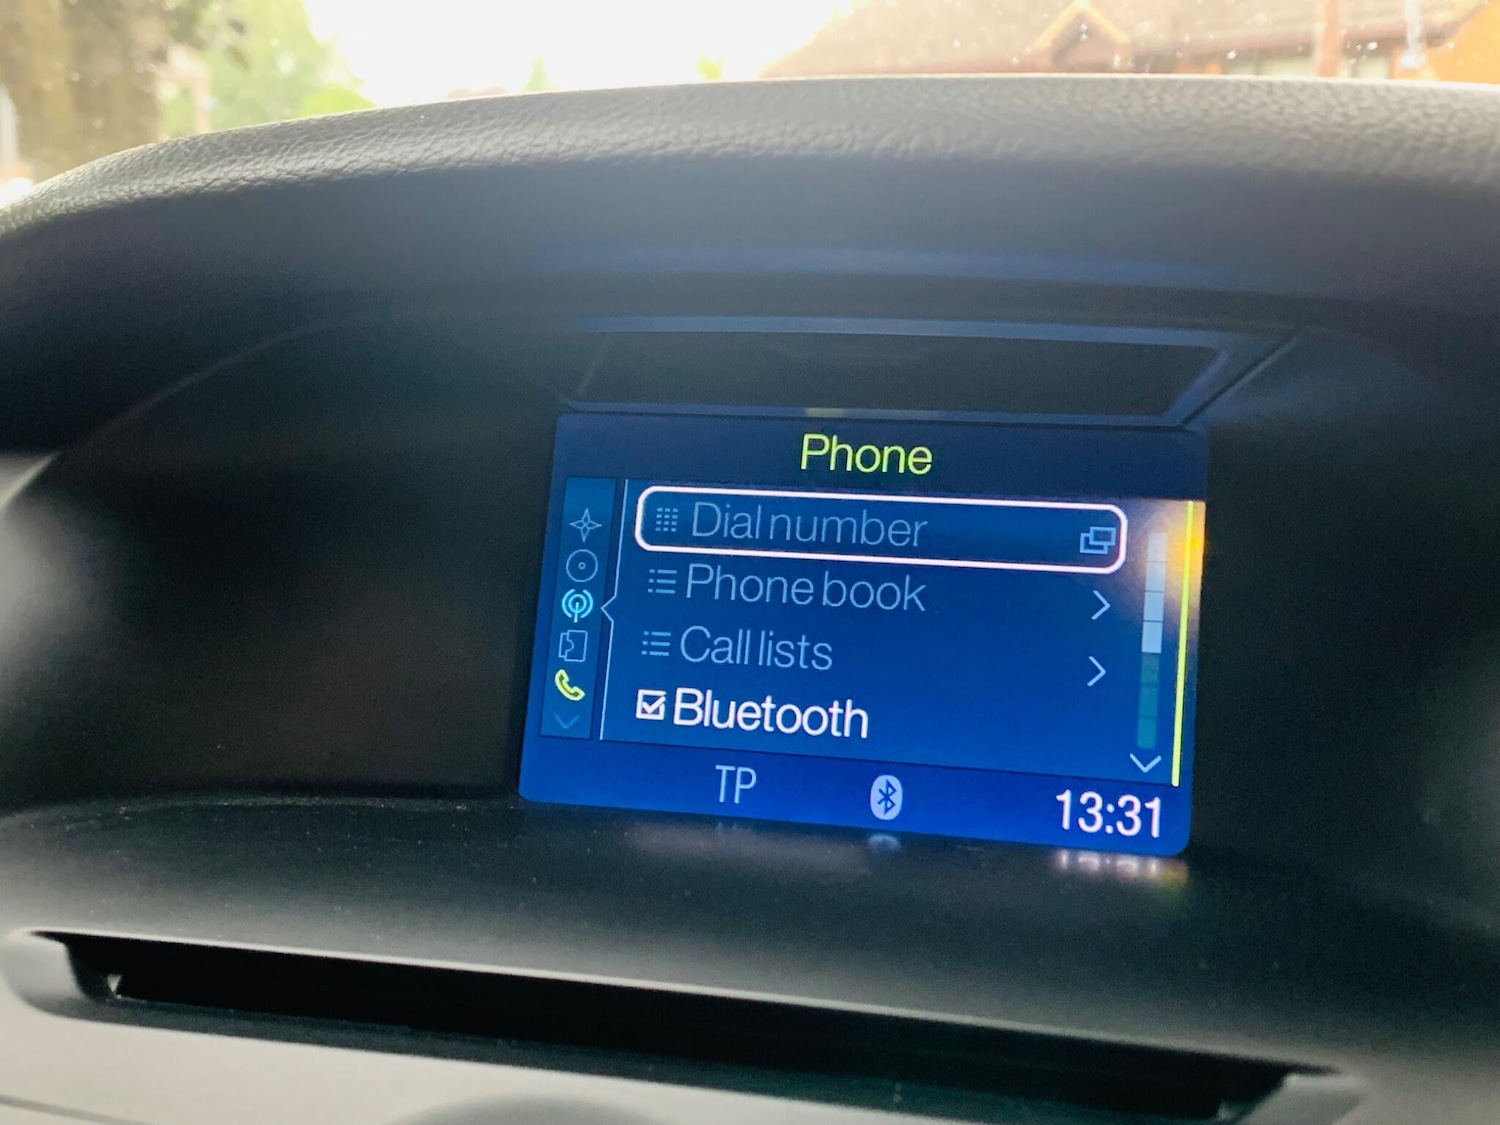 Phone
Dial number
Phone book
Call lists
Bluetooth
TP
13:31